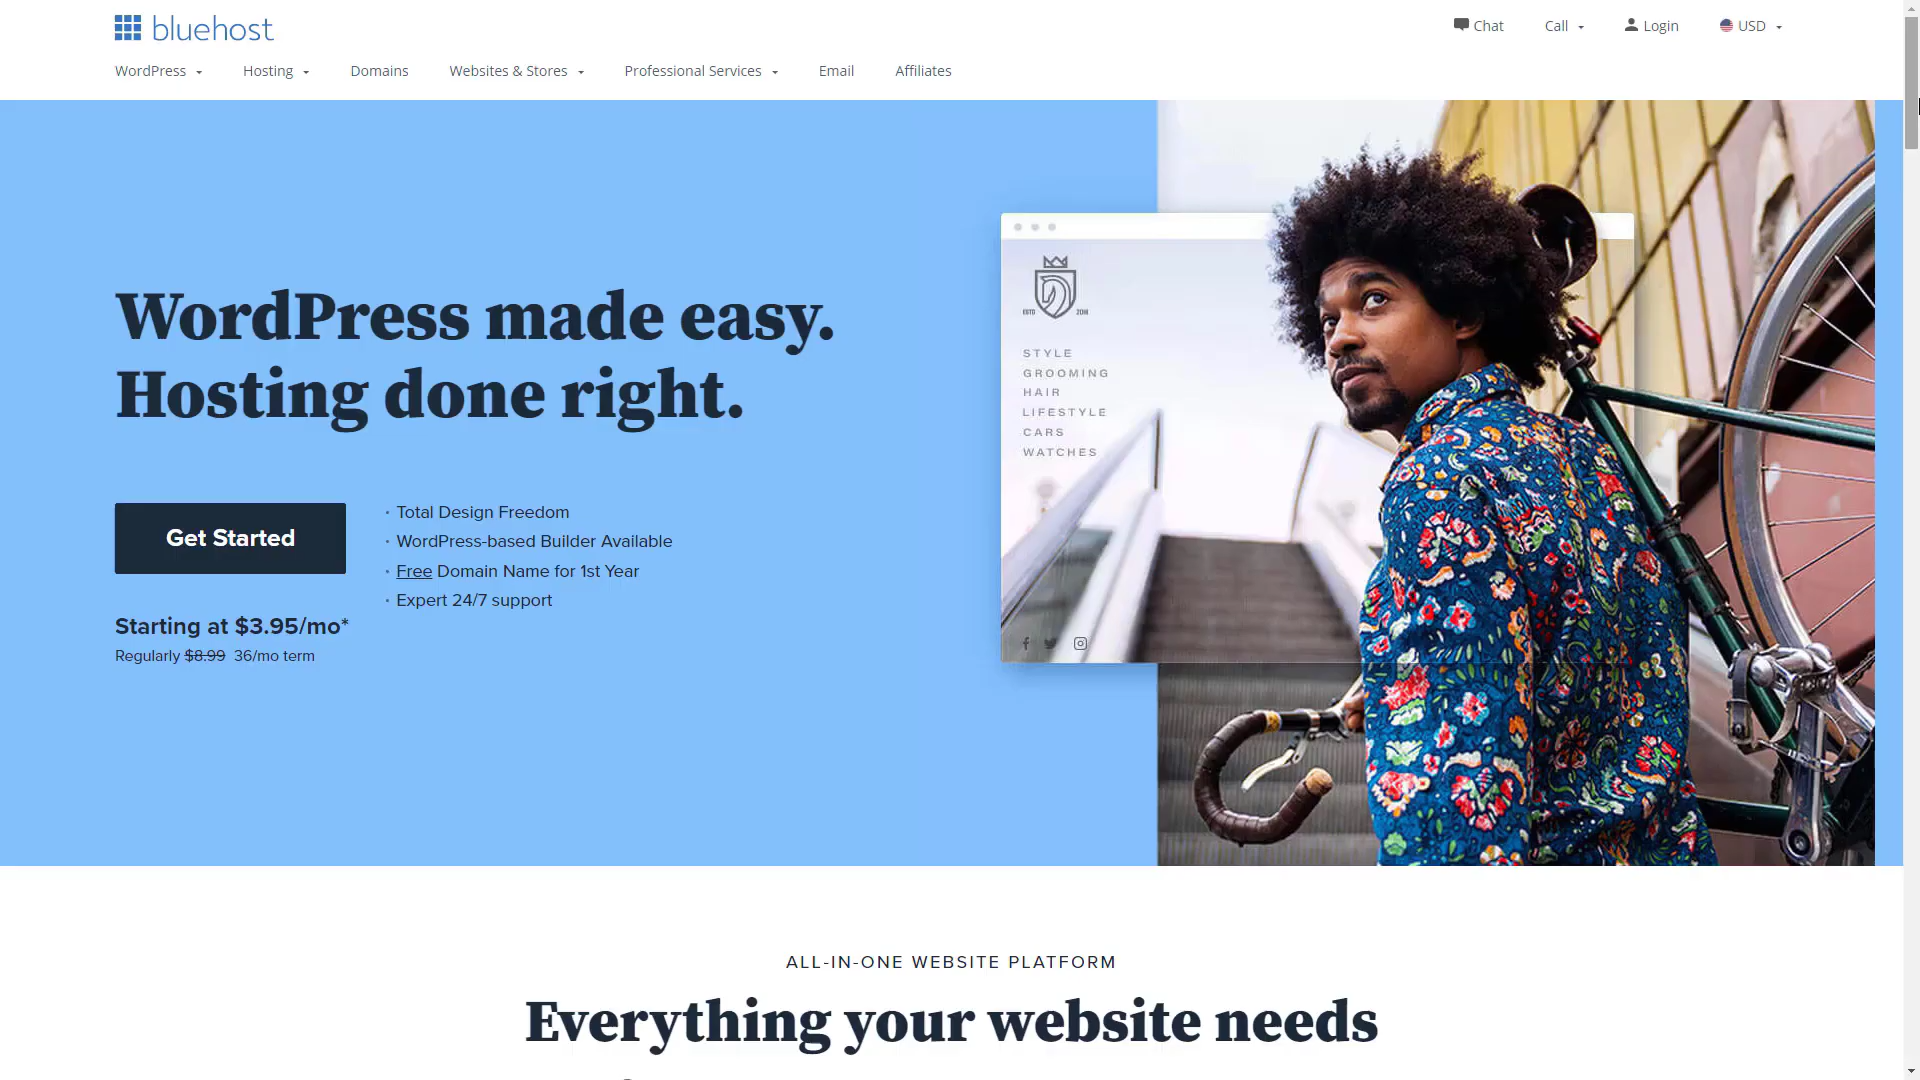 bluehost
Chat
Call
Login
USD
WordPress
Hosting
Domains
Websites & Stores
Professional Services
Email
Affiliates
WordPress made easy.
Hosting done right.
Get Started
· Total Design Freedom
· WordPress-based Builder Available
· Free Domain Name for 1st Year
· Expert 24/7 support
Starting at $3.95/mo*
Regularly $8.99 36/mo term
ESTD 2018
STYLE
GROOMING
HAIR
LIFESTYLE
CARS
WATCHES
ALL-IN-ONE WEBSITE PLATFORM
Everything your website needs